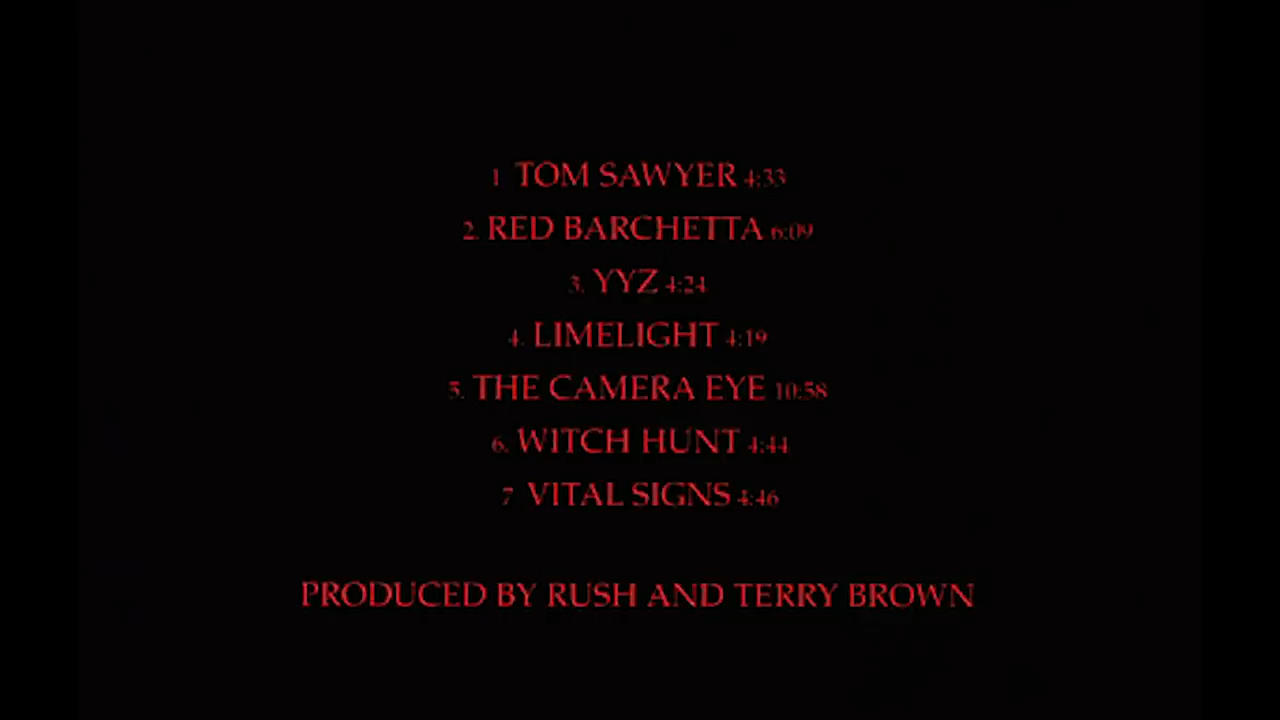 1 TOM SAWYER 4:33
2. RED BARCHETTA 6:09
3. YYZ 4:24
4. LIMELIGHT 4:19
5. THE CAMERA EYE 10:58
6. WITCH HUNT 4:44
7 VITAL SIGNS 4:46
PRODUCED BY RUSH AND TERRY BROWN